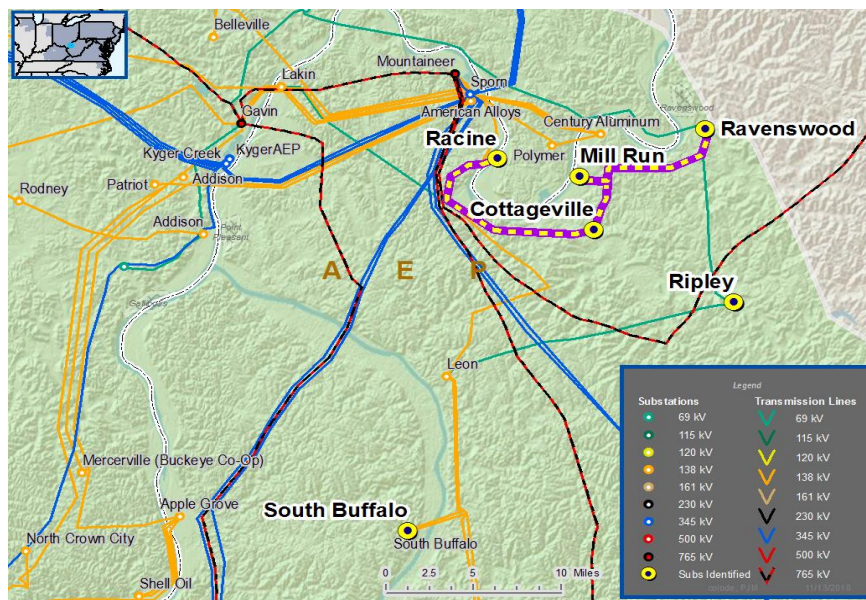 Belleville
Mountaineer
Lakin
Sporn
Gavin
American Alloys
Ravenswood
Century Aluminum
Ravenswood
Racine
Polymer
Kyger Creek
KygerAEP
Mill Run
Addison
Patriot
Rodney
Cottageville
Addison
Point
Pleasant
A E P
Ripley
Gallipolis
Leon
Mercerville (Buckeye Co-Op)
Apple Grove
South Buffalo
South Buffalo
North Crown City
Shell Oil
0 2.5 5 10 Miles
Legend
Substations Transmission Lines
69 kV 69 kV
115 kV 115 kV
120 kV 120 kV
138 kV 138 kV
161 kV 161 kV
230 kV 230 kV
345 kV 345 kV
500 kV 500 kV
765 kV 765 kV
Subs Identified